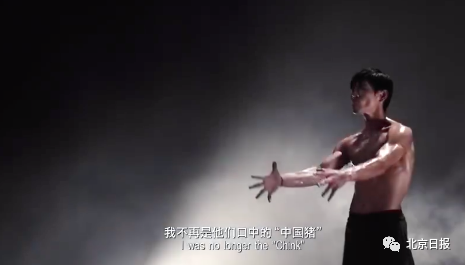 我不再是他们口中的“中国猪”
I was no longer the "Chink"
北京日报